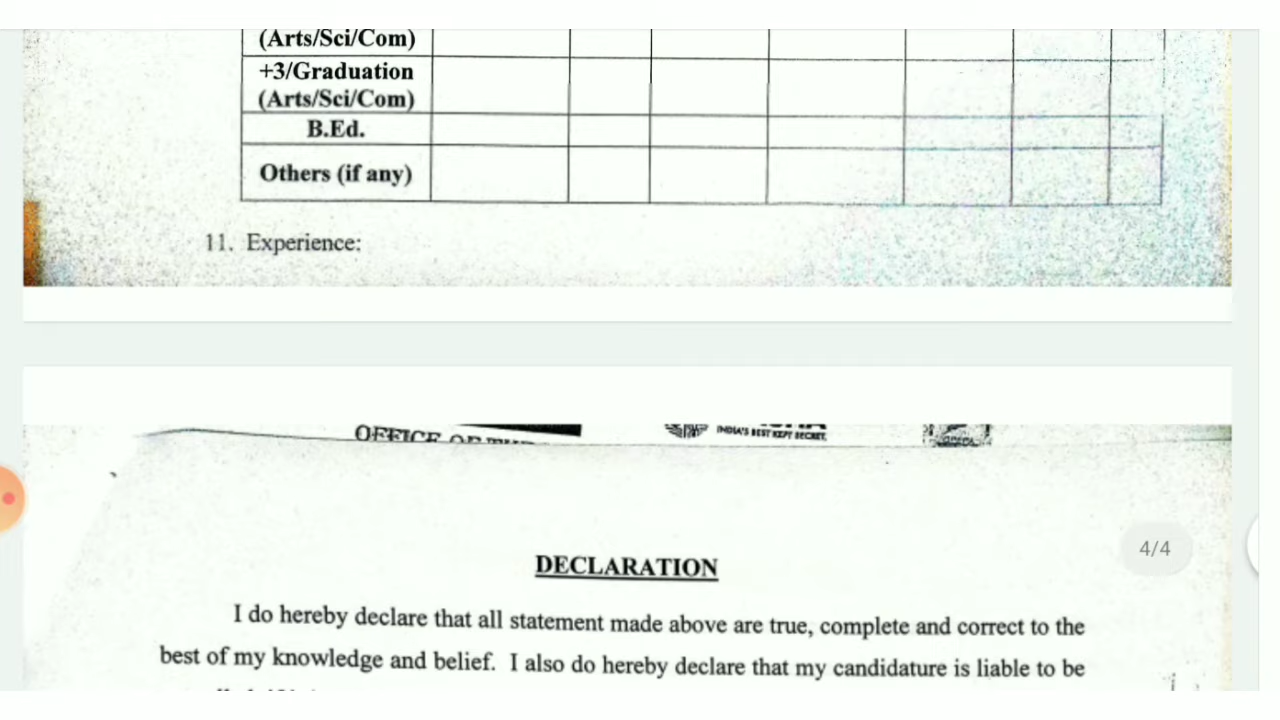 (Arts/Sci/Com)
+3/Graduation
(Arts/Sci/Com)
B.Ed.
Others (if any)
11. Experience:
OFFICE OF
INDIA'S BEST KEPT SECRET
DECLARATION
4/4
I do hereby declare that all statement made above are true, complete and correct to the
best of my knowledge and belief. I also do hereby declare that my candidature is liable to be